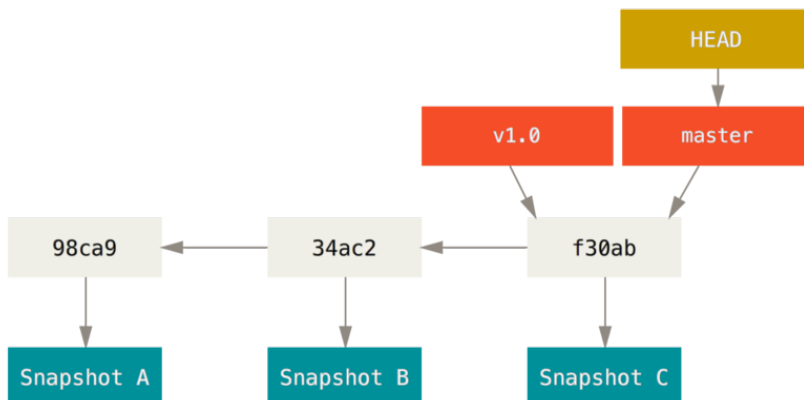 HEAD
v1.0
master
98ca9
34ac2
f30ab
Snapshot A
Snapshot B
Snapshot C